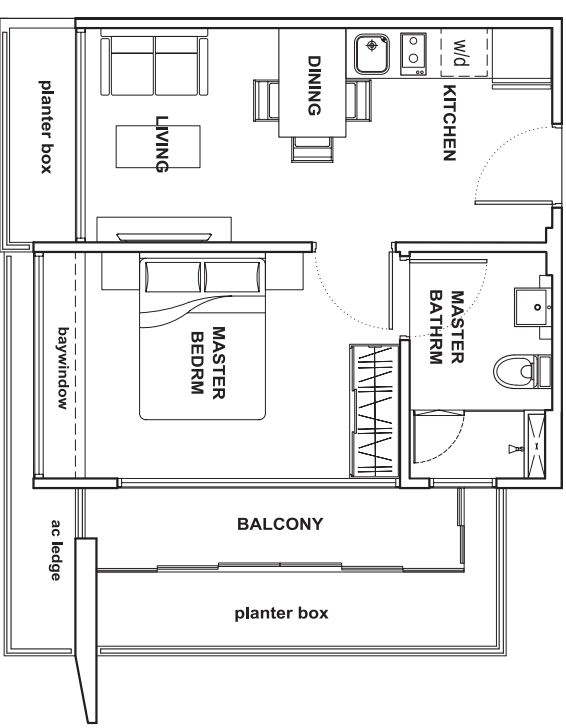 planter box
LIVING
DINING
w/d
KITCHEN
baywindow
MASTER
BEDRM
MASTER
BATHRM
ac ledge
BALCONY
planter box